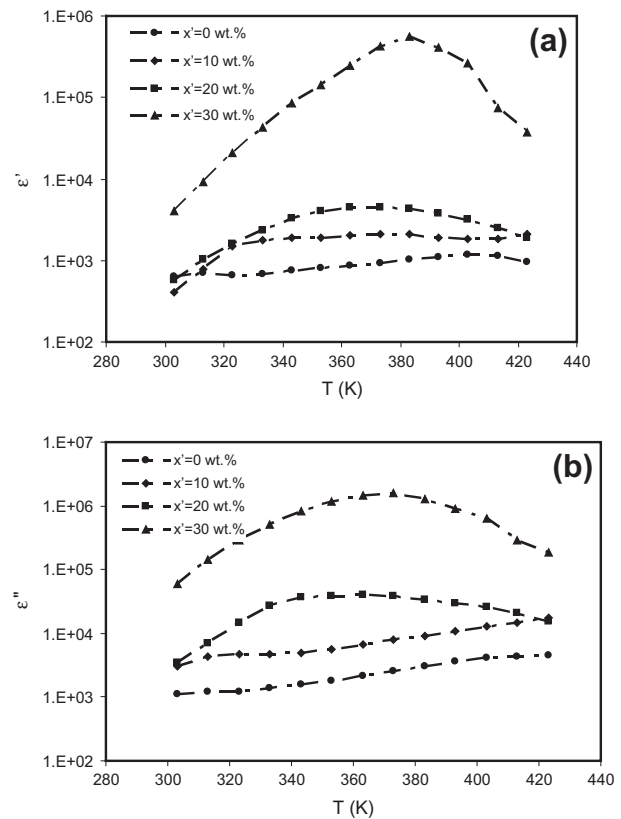 1.E+06
(a)
x'=0 wt.%
x'=10 wt.%
x'=20 wt.%
x'=30 wt.%
1.E+05
ε'
1.E+04
1.E+03
1.E+02
280 300 320 340 360 380 400 420 440
T (K)
1.E+07
(b)
x'=0 wt.%
x'=10 wt.%
x'=20 wt.%
x'=30 wt.%
1.E+06
1.E+05
ε"
1.E+04
1.E+03
1.E+02
280 300 320 340 360 380 400 420 440
T (K)